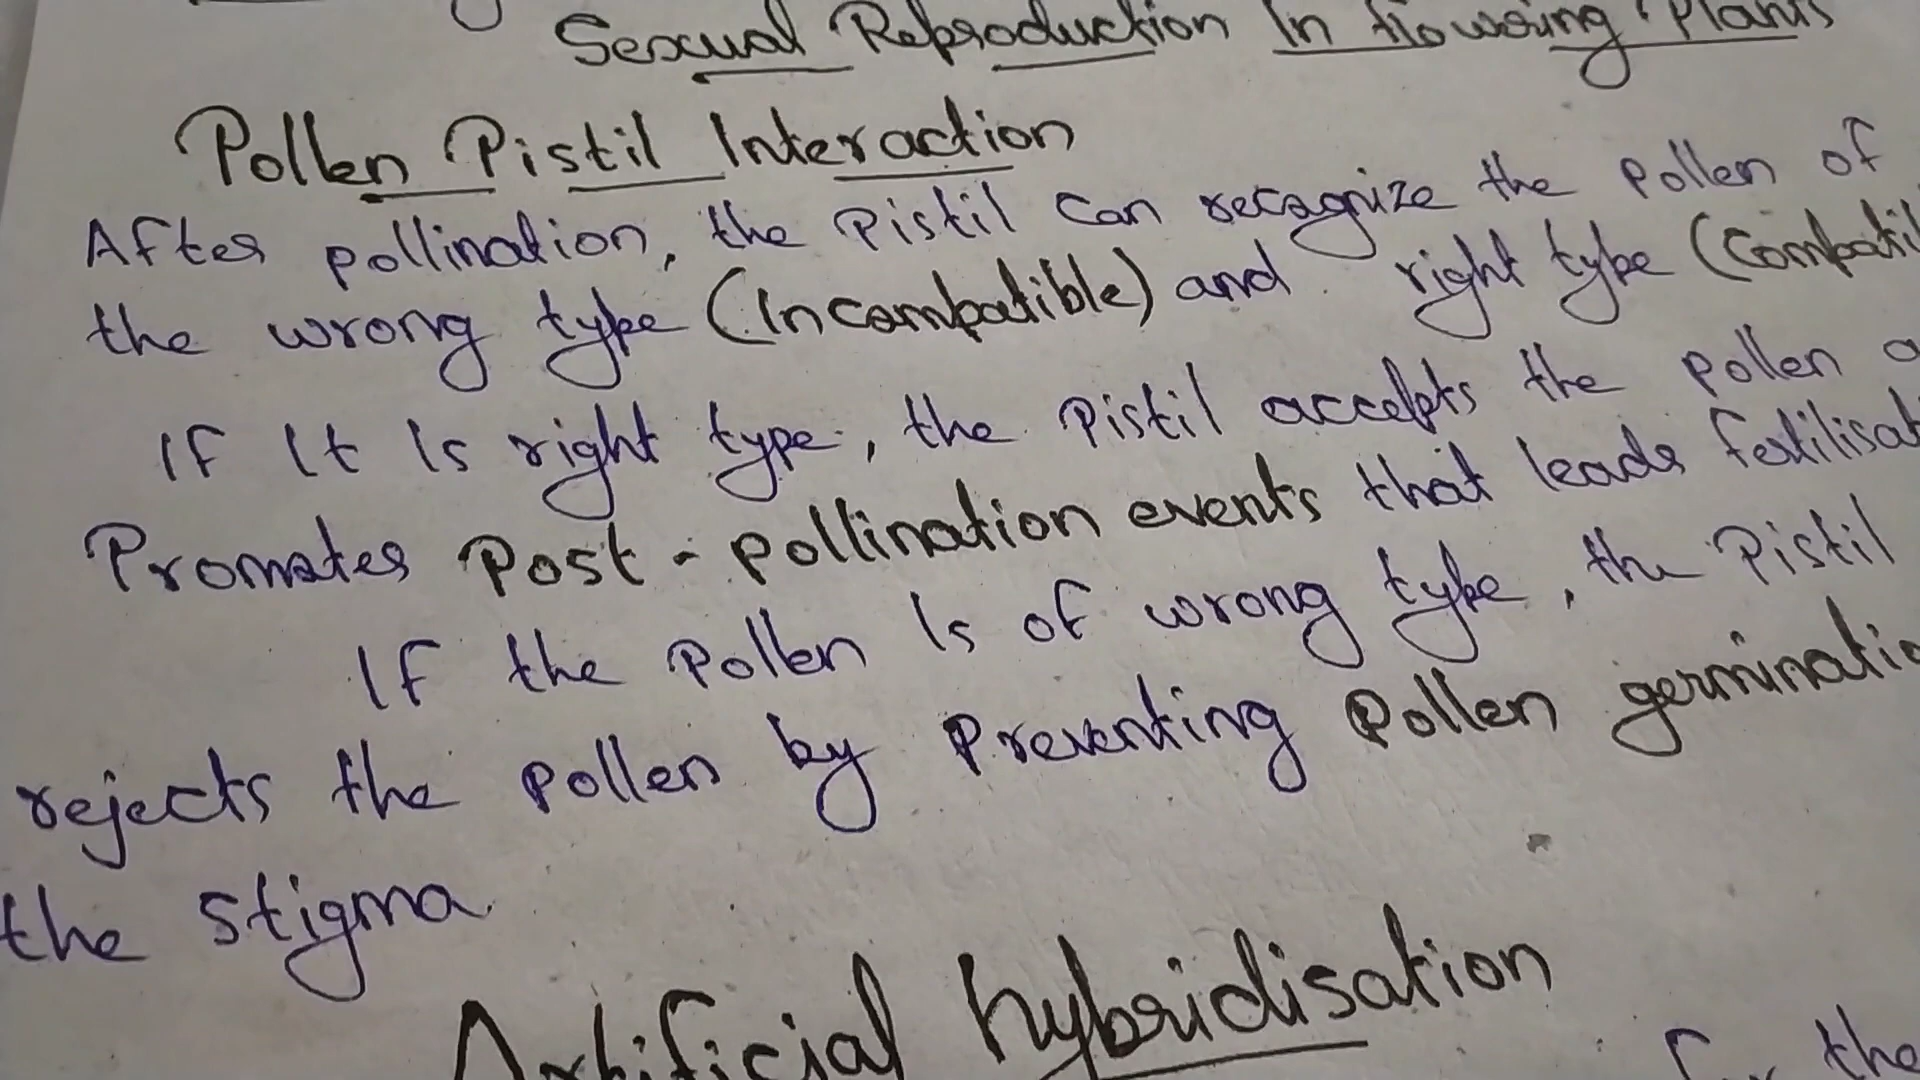 Sexual Reproduction In flowering Plants
Pollen Pistil Interaction
After pollination, the Pistil can recognize the pollen of
the wrong type (Incompatible) and right type (Compatil
If It Is right type, the Pistil accepts the pollen a
Promotes Post-pollination events that leads fertilisat
If the Pollen Is of wrong type, the Pistil
rejects the pollen by Preventing Pollen germinatio
the stigma
Artificial hybridisation
the